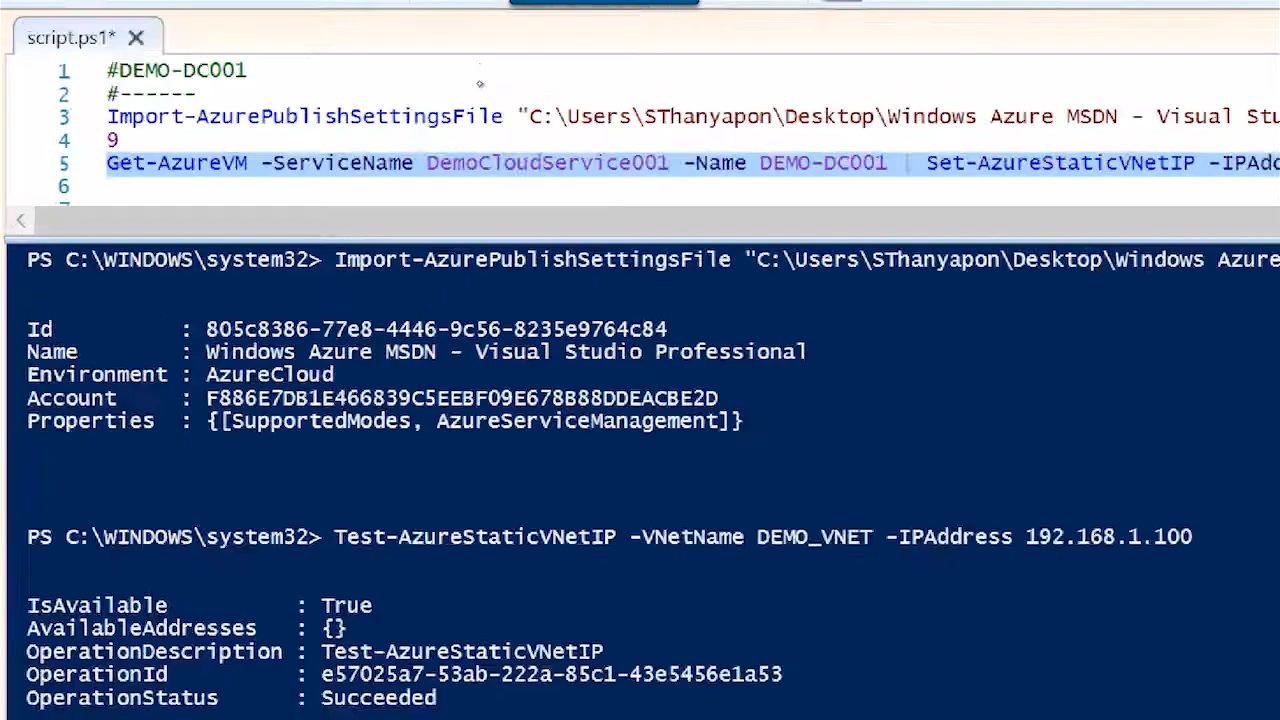 script.ps1*
1 #DEMO-DC001
2 #------
3 Import-AzurePublishSettingsFile "C:\Users\SThanyapon\Desktop\Windows Azure MSDN - Visual Stu
4 9
5 Get-AzureVM -ServiceName DemoCloudService001 -Name DEMO-DC001 | Set-AzureStaticVNetIP -IPAdd
6
PS C:\WINDOWS\system32> Import-AzurePublishSettingsFile "C:\Users\SThanyapon\Desktop\Windows Azure
Id : 805c8386-77e8-4446-9c56-8235e9764c84
Name : Windows Azure MSDN - Visual Studio Professional
Environment : AzureCloud
Account : F886E7DB1E466839C5EEBF09E678B88DDEACBE2D
Properties : {[SupportedModes, AzureServiceManagement]}
PS C:\WINDOWS\system32> Test-AzureStaticVNetIP -VNetName DEMO_VNET -IPAddress 192.168.1.100
IsAvailable : True
AvailableAddresses : {}
OperationDescription : Test-AzureStaticVNetIP
OperationId : e57025a7-53ab-222a-85c1-43e5456e1a53
OperationStatus : Succeeded